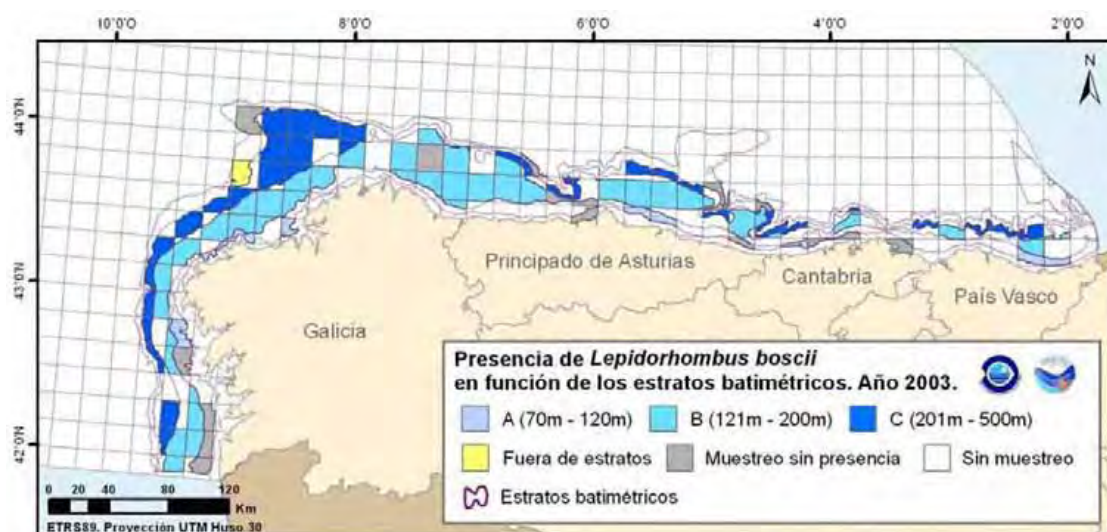 10°0'O 8°0'O 6°0'O 4°0'O 2°0'O
N
44°0'N
43°0'N
42°0'N
Principado de Asturias
Cantabria
País Vasco
Galicia
Presencia de Lepidorhombus boscii
en función de los estratos batimétricos. Año 2003.
A (70m - 120m) B (121m - 200m) C (201m - 500m)
Fuera de estratos Muestreo sin presencia Sin muestreo
Estratos batimétricos
0 20 40 80 120
Km
ETRS89. Proyección UTM Huso 30